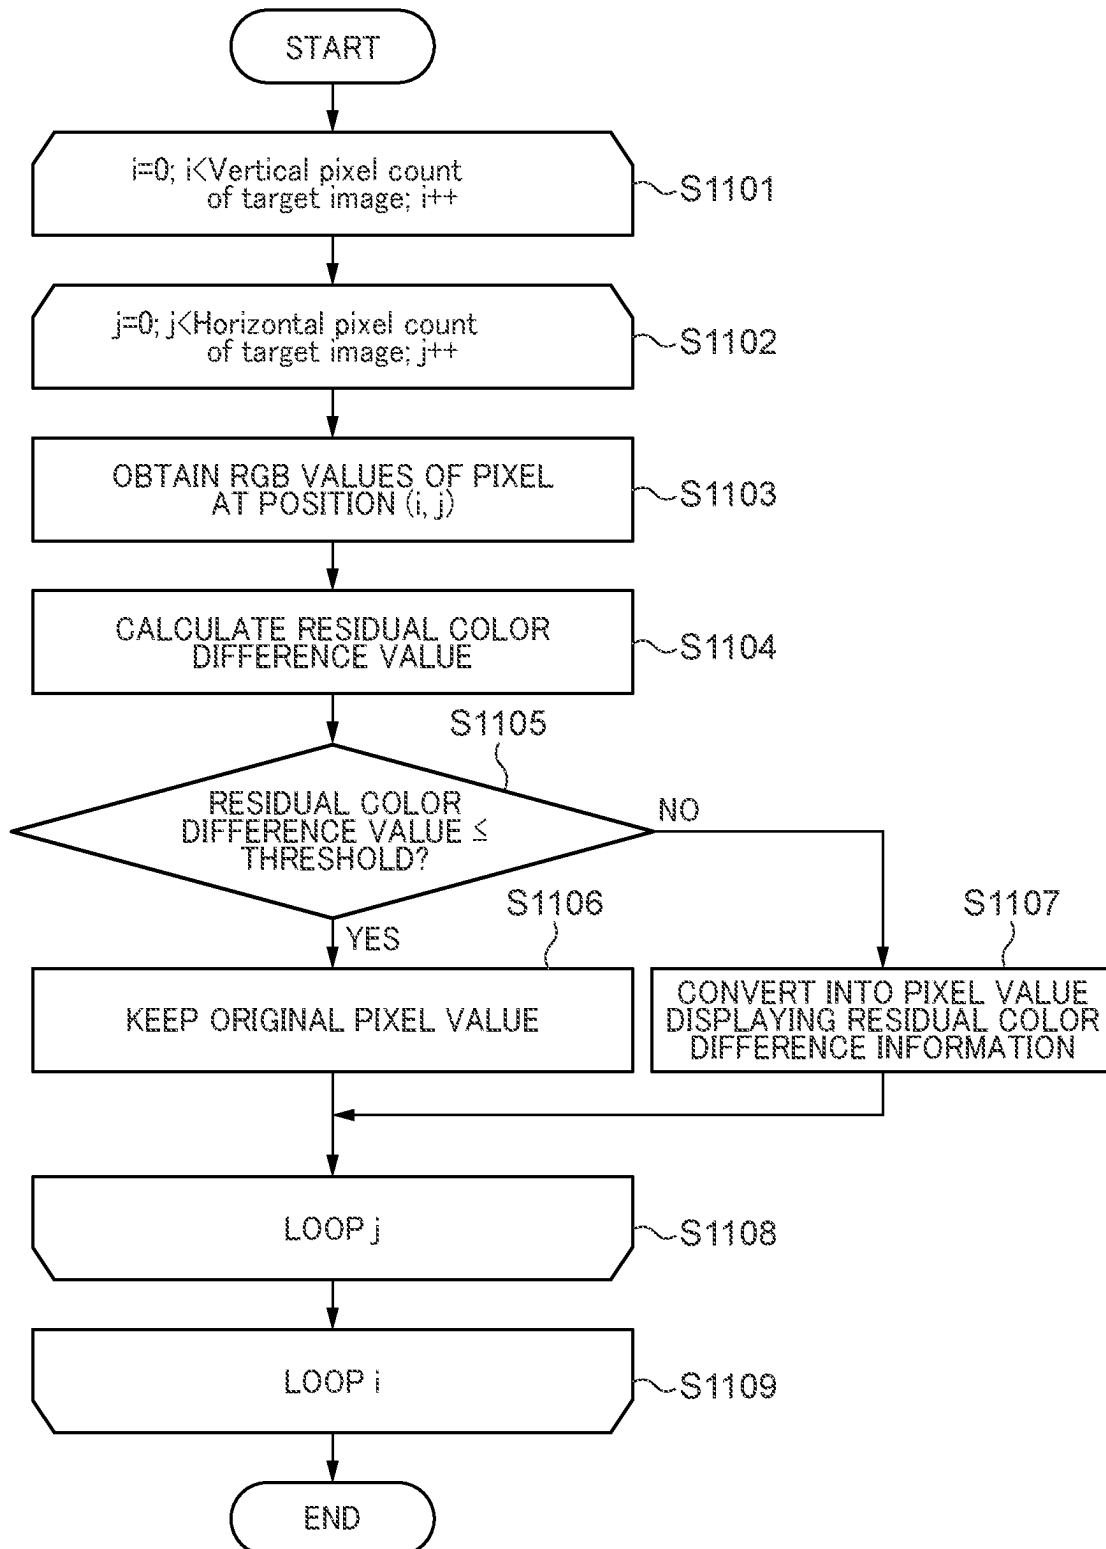 START
i=0; i<Vertical pixel count
of target image; i++
S1101
j=0; j<Horizontal pixel count
of target image; j++
S1102
OBTAIN RGB VALUES OF PIXEL
AT POSITION (i, j)
S1103
CALCULATE RESIDUAL COLOR
DIFFERENCE VALUE
S1104
S1105
RESIDUAL COLOR
DIFFERENCE VALUE ≤
THRESHOLD?
NO
YES
S1106
KEEP ORIGINAL PIXEL VALUE
S1107
CONVERT INTO PIXEL VALUE
DISPLAYING RESIDUAL COLOR
DIFFERENCE INFORMATION
LOOP j
S1108
LOOP i
S1109
END